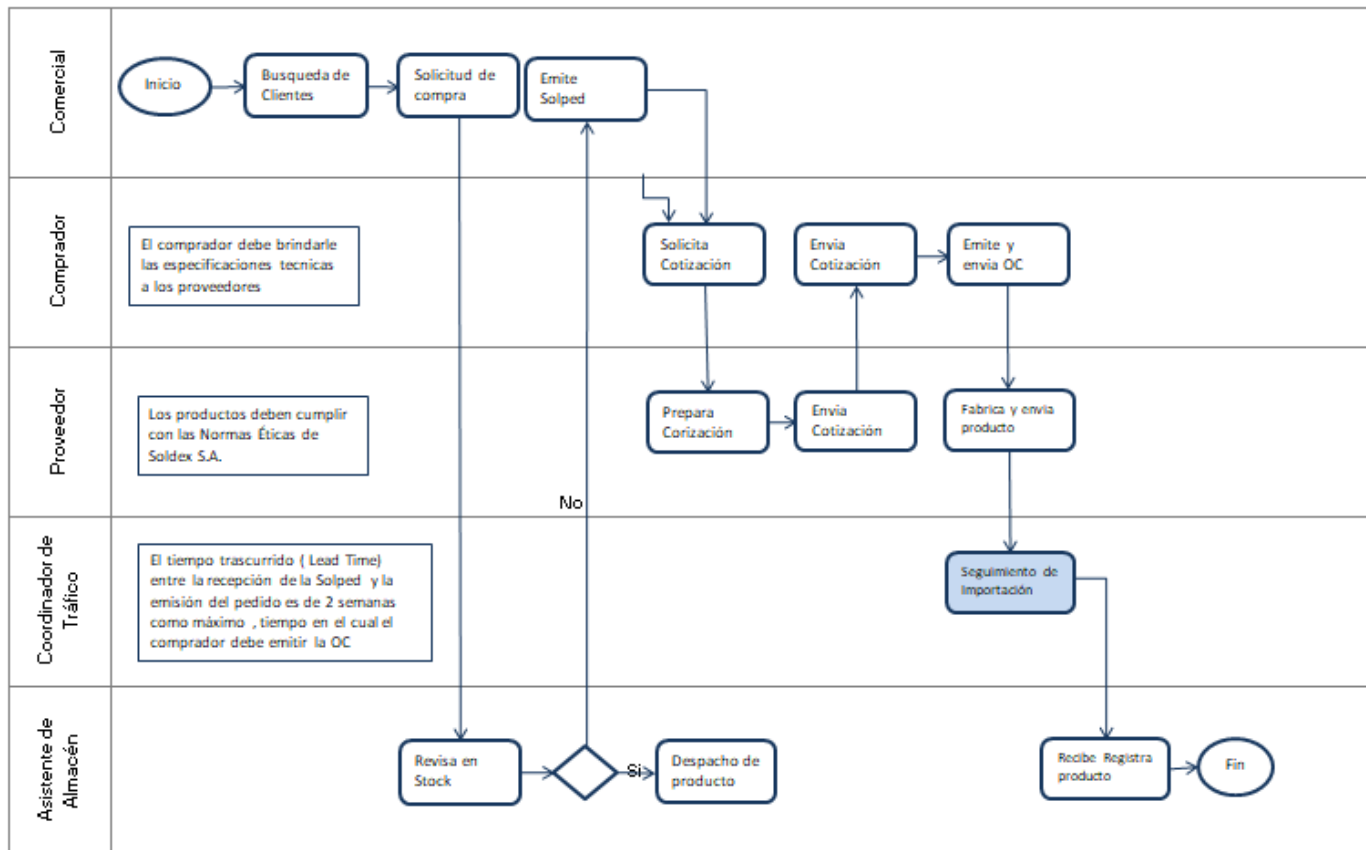 Comercial
Inicio
Busqueda de
Clientes
Solicitud de
compra
Emite
Solped
Comprador
El comprador debe brindarle
las especificaciones tecnicas
a los proveedores
Solicita
Cotización
Envia
Cotización
Emite y
envia OC
Proveedor
Los productos deben cumplir
con las Normas Éticas de
Soldex S.A.
Prepara
Corización
Envia
Cotización
Fabrica y envia
producto
No
Coordinador de
Tráfico
El tiempo trascurrido ( Lead Time)
entre la recepción de la Solped y la
emisión del pedido es de 2 semanas
como máximo , tiempo en el cual el
comprador debe emitir la OC
Seguimiento de
Importación
Asistente de
Almacén
Revisa en
Stock
Si
Despacho de
producto
Recibe Registra
producto
Fin